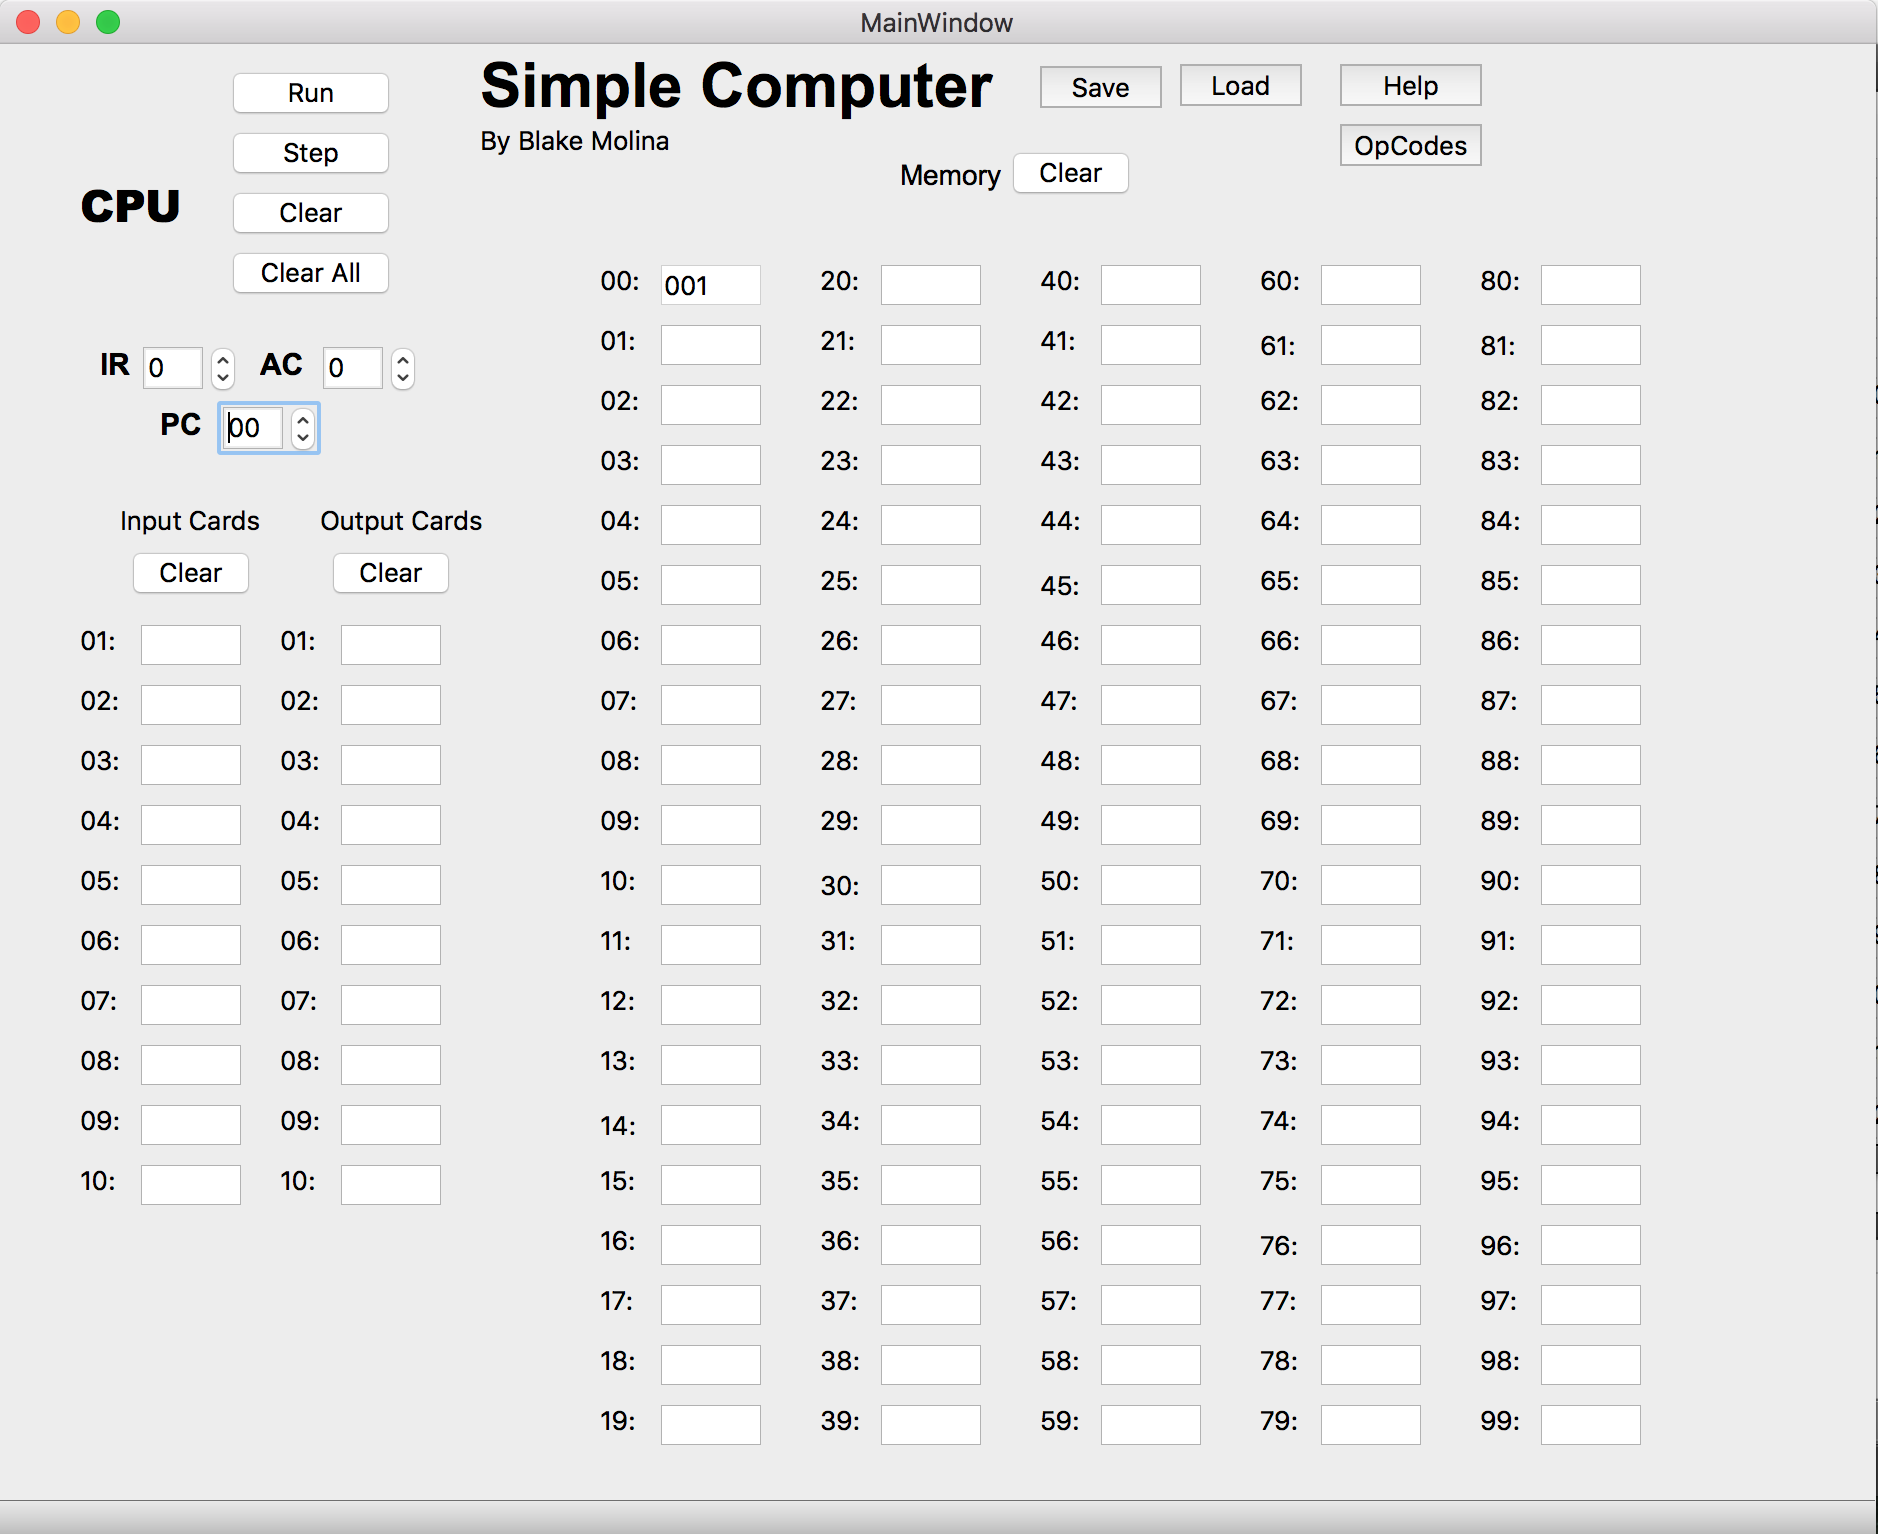 MainWindow
Run
Step
CPU
Clear
Clear All
Simple Computer
By Blake Molina
Save
Load
Help
OpCodes
Memory Clear
IR 0 AC 0
PC 00
Input Cards Output Cards
Clear Clear
01: 01:
02: 02:
03: 03:
04: 04:
05: 05:
06: 06:
07: 07:
08: 08:
09: 09:
10: 10:
00: 001 20: 40: 60: 80:
01: 21: 41: 61: 81:
02: 22: 42: 62: 82:
03: 23: 43: 63: 83:
04: 24: 44: 64: 84:
05: 25: 45: 65: 85:
06: 26: 46: 66: 86:
07: 27: 47: 67: 87:
08: 28: 48: 68: 88:
09: 29: 49: 69: 89:
10: 30: 50: 70: 90:
11: 31: 51: 71: 91:
12: 32: 52: 72: 92:
13: 33: 53: 73: 93:
14: 34: 54: 74: 94:
15: 35: 55: 75: 95:
16: 36: 56: 76: 96:
17: 37: 57: 77: 97:
18: 38: 58: 78: 98:
19: 39: 59: 79: 99: